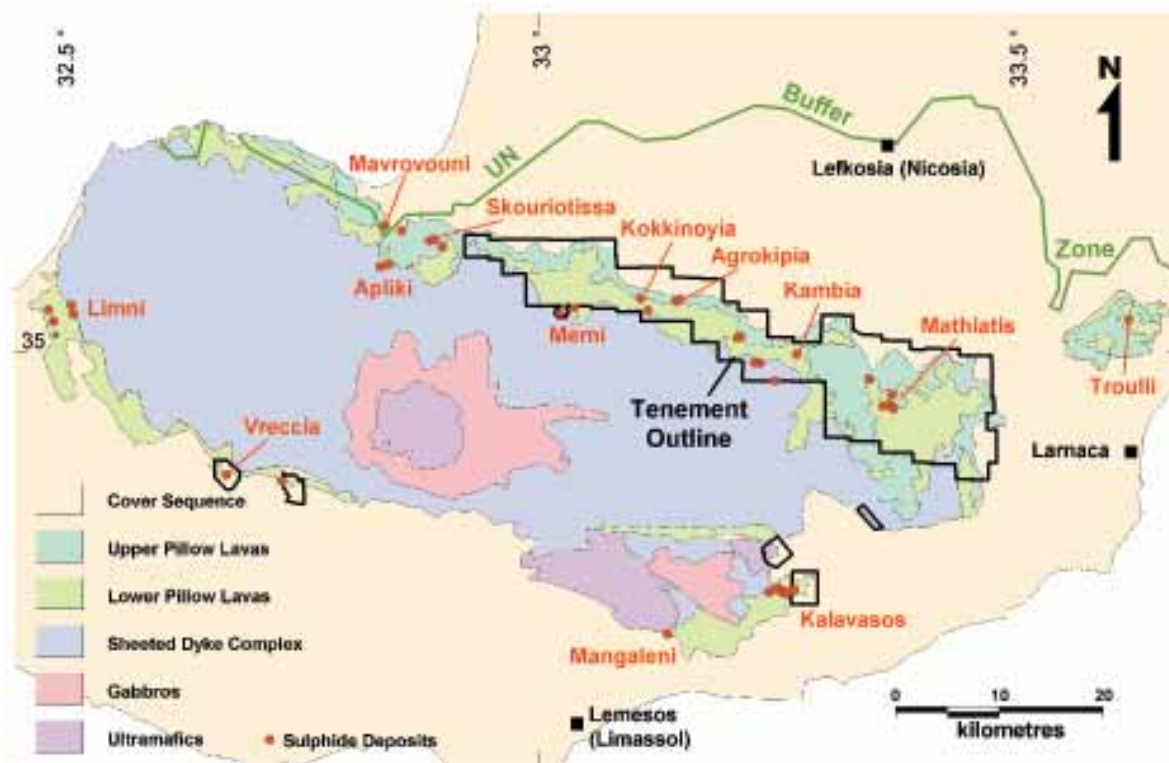 32.5°
33°
33.5°
N
Buffer
UN
Zone
Lefkosia (Nicosia)
Mavrovouni
Skouriotissa
Kokkinoyia
Agrokipia
Kambia
Apliki
Limni
Memi
Mathiatis
35
Troulli
Tenement
Outline
Vreccia
Larnaca
Cover Sequence
Upper Pillow Lavas
Lower Pillow Lavas
Sheeted Dyke Complex
Gabbros
Ultramafics
Sulphide Deposits
Kalavasos
Mangaleni
Lemesos
(Limassol)
0 10 20
kilometres